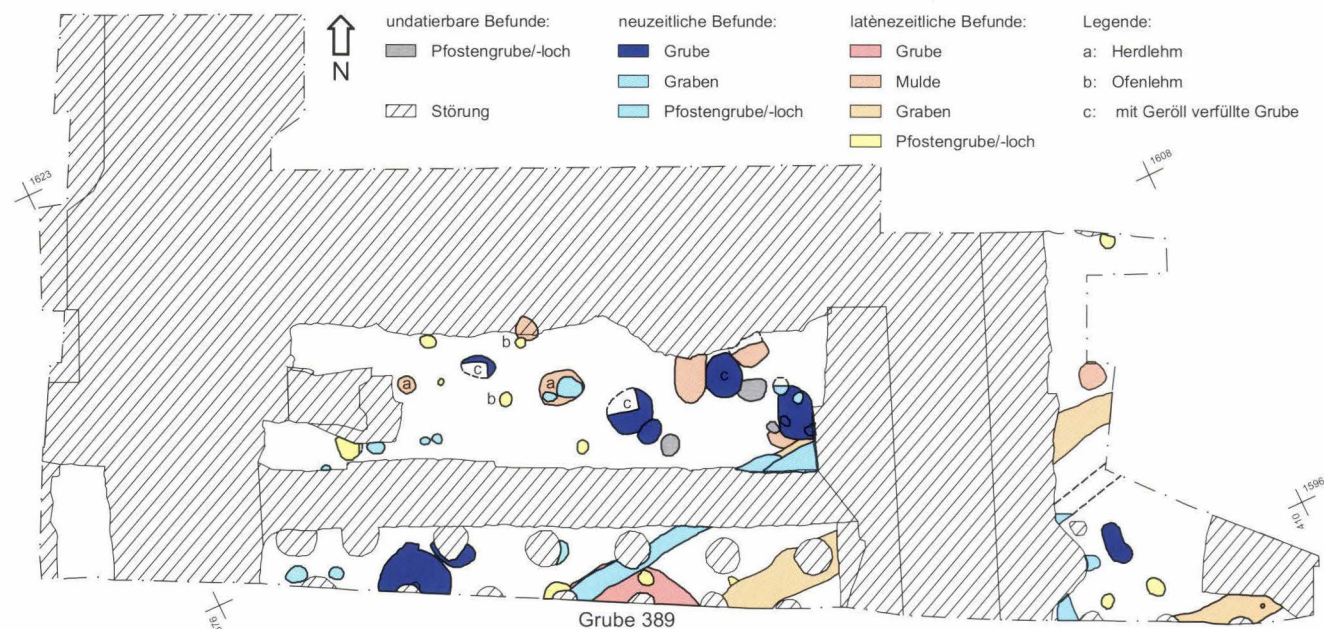 undatierbare Befunde:
Pfostengrube/-loch
Störung
neuzeitliche Befunde:
Grube
Graben
Pfostengrube/-loch
latènezeitliche Befunde:
Grube
Mulde
Graben
Pfostengrube/-loch
Legende:
a: Herdlehm
b: Ofenlehm
c: mit Geröll verfüllte Grube
N
1623
1608
b
c
a
a
c
b
c
1596
410
Grube 389